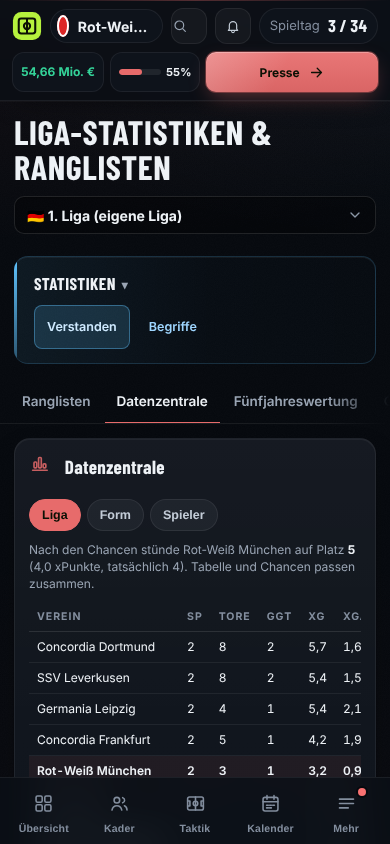 Rot-Wei...
Spieltag 3 / 34
54,66 Mio. €
55%
Presse →
LIGA-STATISTIKEN &
RANGLISTEN
1. Liga (eigene Liga)
STATISTIKEN ▾
Verstanden
Begriffe
Ranglisten Datenzentrale Fünfjahreswertung
Datenzentrale
Liga Form Spieler
Nach den Chancen stünde Rot-Weiß München auf Platz 5
(4,0 xPunkte, tatsächlich 4). Tabelle und Chancen passen
zusammen.
VEREIN SP TORE GGT XG XG
Concordia Dortmund 2 8 2 5,7 1,6
SSV Leverkusen 2 8 2 5,4 1,5
Germania Leipzig 2 4 1 5,4 2,1
Concordia Frankfurt 2 5 1 4,2 1,9
Rot-Weiß München 2 3 1 3,2 0,9
Übersicht Kader Taktik Kalender Mehr